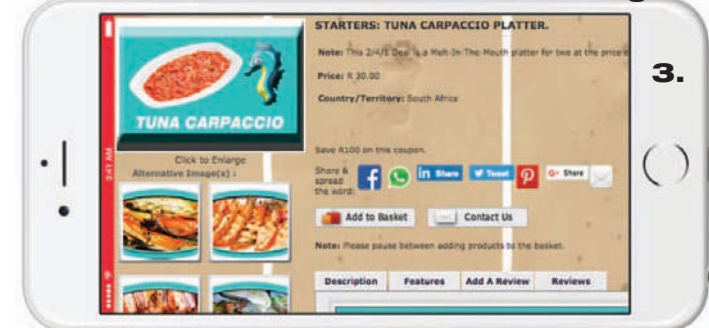 STARTERS: TUNA CARPACCIO PLATTER.
Note: This 2/4/1 Deal is a Melt-In-The-Mouth platter for two at the price
3.
Price: R 30.00
Country/Territory: South Africa
TUNA CARPACCIO
Save R100 on this coupon.
Click to Enlarge
Alternative Image(s) :
Share &
spread
the word:
in Share
Tweet
G+ Share
9:41 AM
Add to Basket
Contact Us
Note: Please pause between adding products to the basket.
Description
Features
Add A Review
Reviews